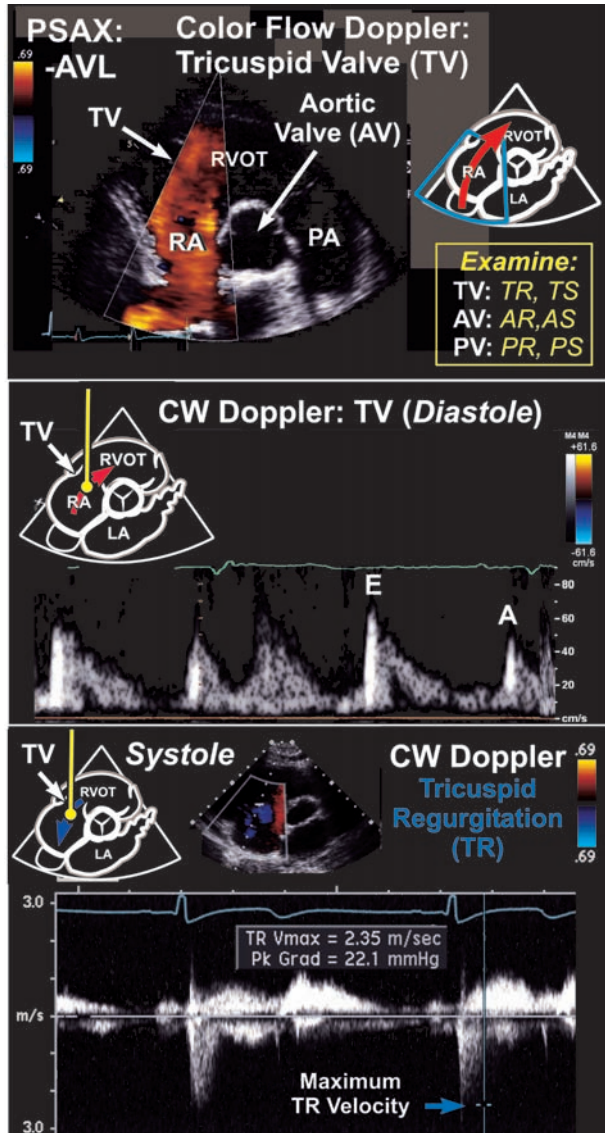 PSAX:
-AVL
Color Flow Doppler:
Tricuspid Valve (TV)
.69
.69
TV
RVOT
Aortic
Valve (AV)
RA
PA
RVOT
RA
LA
Examine:
TV: TR, TS
AV: AR,AS
PV: PR, PS
CW Doppler: TV (Diastole)
TV
RVOT
RA
LA
M4 M4
+61.6
-61.6
cm/s
E
A
80
60
40
20
cm/s
Systole
TV
RVOT
LA
CW Doppler
Tricuspid
Regurgitation
(TR)
.69
.69
3.0
TR Vmax = 2.35 m/sec
Pk Grad = 22.1 mmHg
m/s
Maximum
TR Velocity
3.0